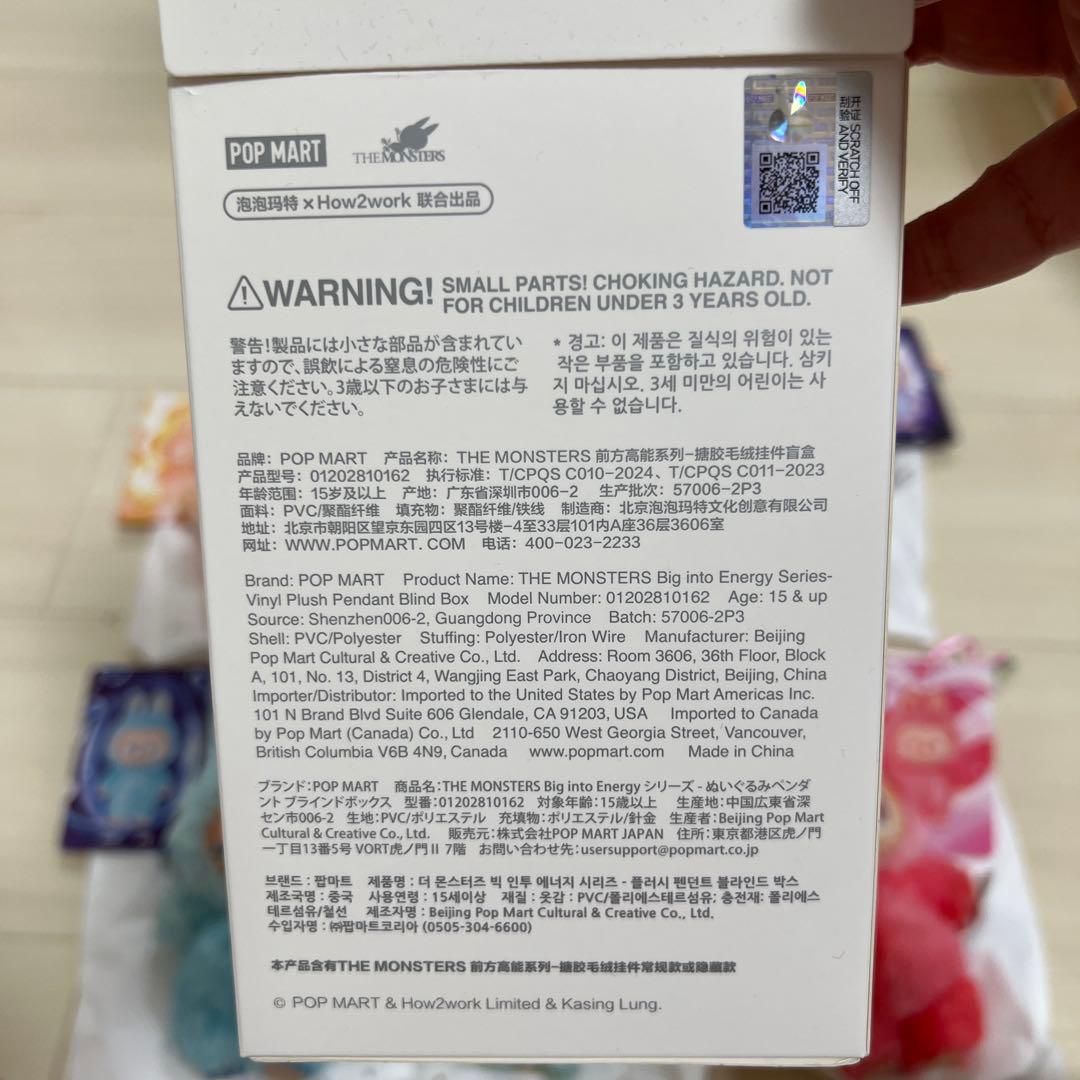 POP MART THE MONSTERS
泡泡玛特 × How2work 联合出品
刮开验证 SCRATCH OFF AND VERIFY
WARNING! SMALL PARTS! CHOKING HAZARD. NOT
FOR CHILDREN UNDER 3 YEARS OLD.
警告!製品には小さな部品が含まれてい
ますので、誤飲による窒息の危険性にご
注意ください。3歳以下のお子さまには与
えないでください。
* 경고: 이 제품은 질식의 위험이 있는
작은 부품을 포함하고 있습니다. 삼키
지 마십시오. 3세 미만의 어린이는 사
용할 수 없습니다.
品牌: POP MART 产品名称: THE MONSTERS 前方高能系列-搪胶毛绒挂件盲盒
产品型号: 01202810162 执行标准: T/CPQS C010-2024、T/CPQS C011-2023
年龄范围: 15岁及以上 产地: 广东省深圳市006-2 生产批次: 57006-2P3
面料: PVC/聚酯纤维 填充物: 聚酯纤维/铁线 制造商: 北京泡泡玛特文化创意有限公司
地址: 北京市朝阳区望京东园四区13号楼-4至33层101内A座36层3606室
网址: WWW.POPMART. COM 电话: 400-023-2233
Brand: POP MART Product Name: THE MONSTERS Big into Energy Series-
Vinyl Plush Pendant Blind Box Model Number: 01202810162 Age: 15 & up
Source: Shenzhen006-2, Guangdong Province Batch: 57006-2P3
Shell: PVC/Polyester Stuffing: Polyester/Iron Wire Manufacturer: Beijing
Pop Mart Cultural & Creative Co., Ltd. Address: Room 3606, 36th Floor, Block
A, 101, No. 13, District 4, Wangjing East Park, Chaoyang District, Beijing, China
Importer/Distributor: Imported to the United States by Pop Mart Americas Inc.
101 N Brand Blvd Suite 606 Glendale, CA 91203, USA Imported to Canada
by Pop Mart (Canada) Co., Ltd 2110-650 West Georgia Street, Vancouver,
British Columbia V6B 4N9, Canada www.popmart.com Made in China
ブランド:POP MART 商品名:THE MONSTERS Big into Energy シリーズ - ぬいぐるみペンダ
ント ブラインドボックス 型番:01202810162 対象年齢:15歳以上 生産地:中国広東省深
セン市006-2 生地:PVC/ポリエステル 充填物:ポリエステル/針金 生産者:Beijing Pop Mart
Cultural & Creative Co., Ltd. 販売元:株式会社POP MART JAPAN 住所:東京都港区虎ノ門
一丁目13番5号 VORT虎ノ門Ⅱ 7階 お問い合わせ先:usersupport@popmart.co.jp
브랜드 : 팝마트 제품명 : 더 몬스터즈 빅 인투 에너지 시리즈 - 플러시 펜던트 블라인드 박스
제조국명 : 중국 사용연령 : 15세이상 재질 : 옷감 : PVC/폴리에스테르섬유; 충전재: 폴리에스
테르섬유/철선 제조자명 : Beijing Pop Mart Cultural & Creative Co., Ltd.
수입자명 : ㈜팝마트코리아 (0505-304-6600)
本产品含有THE MONSTERS 前方高能系列-搪胶毛绒挂件常规款或隐藏款
© POP MART & How2work Limited & Kasing Lung.